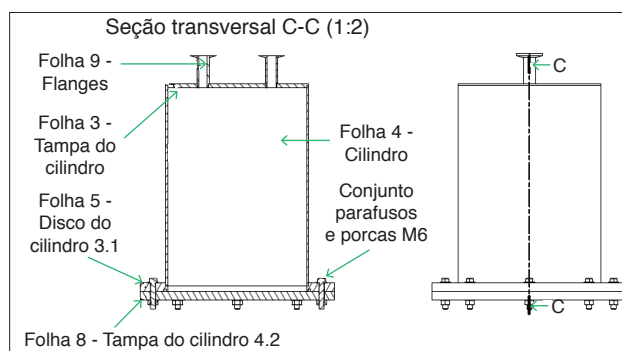 Seção transversal C-C (1:2)
Folha 9 -
Flanges
Folha 3 -
Tampa do
cilindro
Folha 5 -
Disco do
cilindro 3.1
Folha 8 - Tampa do cilindro 4.2
Folha 4 -
Cilindro
Conjunto
parafusos
e porcas M6
C
C